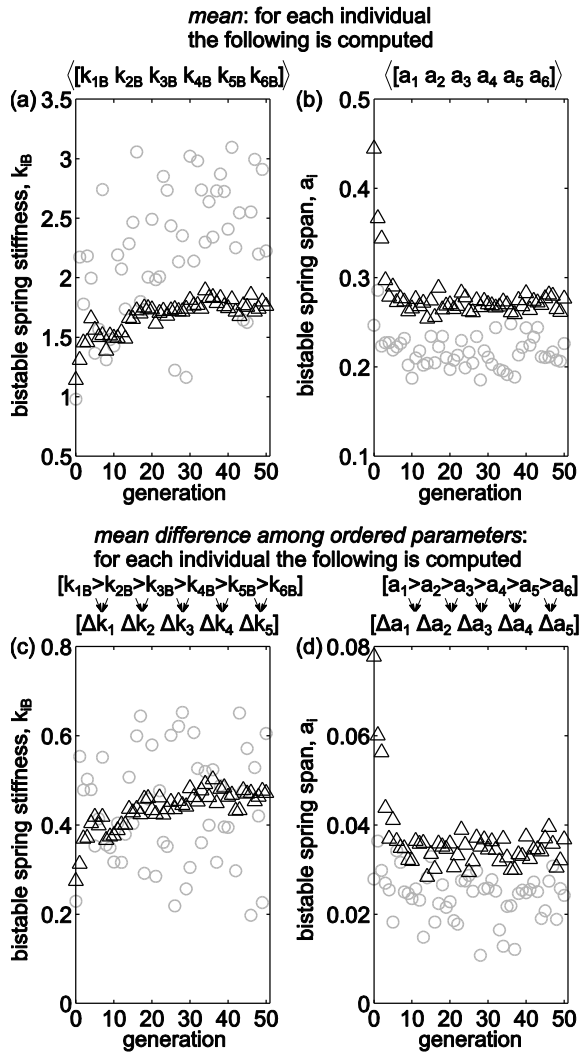 mean: for each individual
the following is computed
⟨[k1B k2B k3B k4B k5B k6B]⟩
⟨[a1 a2 a3 a4 a5 a6]⟩
(a)
3.5
3
2.5
2
1.5
1
0.5
bistable spring stiffness, kiB
0 10 20 30 40 50
generation
(b)
0.5
0.4
0.3
0.2
0.1
bistable spring span, ai
0 10 20 30 40 50
generation
mean difference among ordered parameters:
for each individual the following is computed
[k1B>k2B>k3B>k4B>k5B>k6B]
[Δk1 Δk2 Δk3 Δk4 Δk5]
[a1>a2>a3>a4>a5>a6]
[Δa1 Δa2 Δa3 Δa4 Δa5]
(c)
0.8
0.6
0.4
0.2
0
bistable spring stiffness, kiB
0 10 20 30 40 50
generation
(d)
0.08
0.06
0.04
0.02
0
bistable spring span, ai
0 10 20 30 40 50
generation